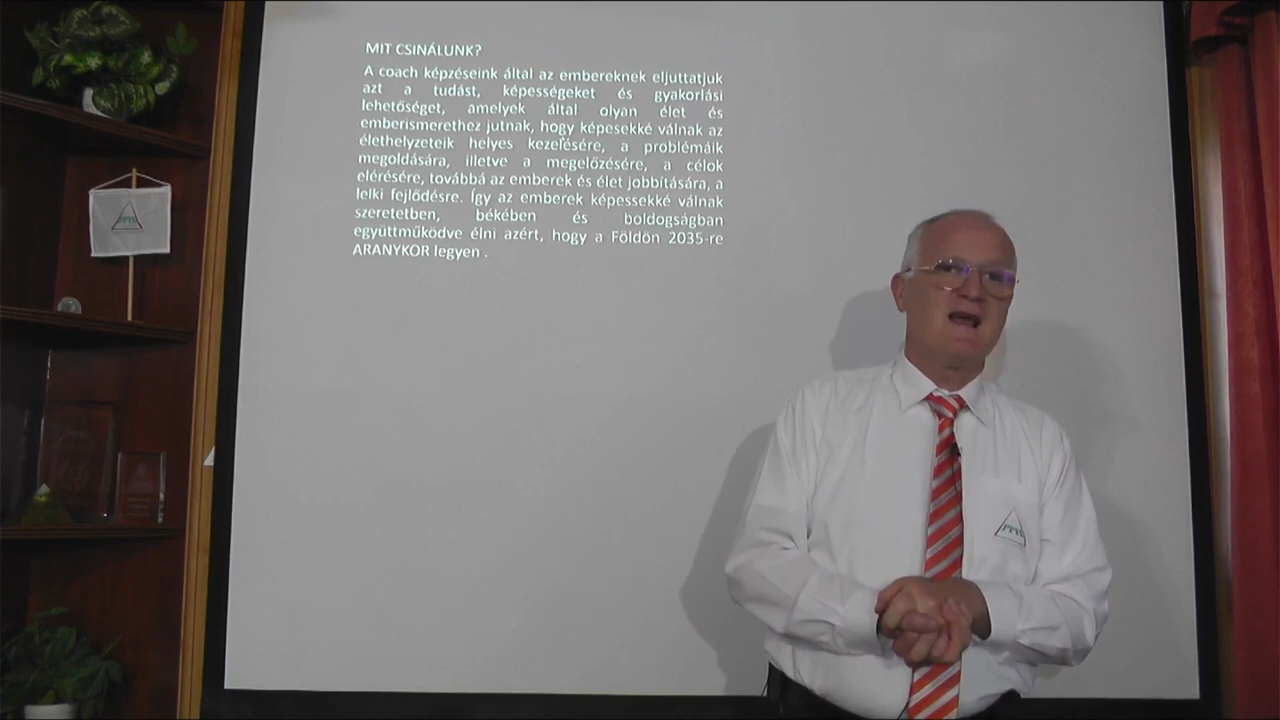 MIT CSINÁLUNK?
A coach képzéseink által az embereknek eljuttatjuk
azt a tudást, képességeket és gyakorlási
lehetőséget, amelyek által olyan élet és
emberismerethez jutnak, hogy képesekké válnak az
élethelyzeteik helyes kezelésére, a problémáik
megoldására, illetve a megelőzésére, a célok
elérésére, továbbá az emberek és élet jobbítására, a
lelki fejlődésre. Így az emberek képessekké válnak
szeretetben, békében és boldogságban
együttműködve élni azért, hogy a Földön 2035-re
ARANYKOR legyen .